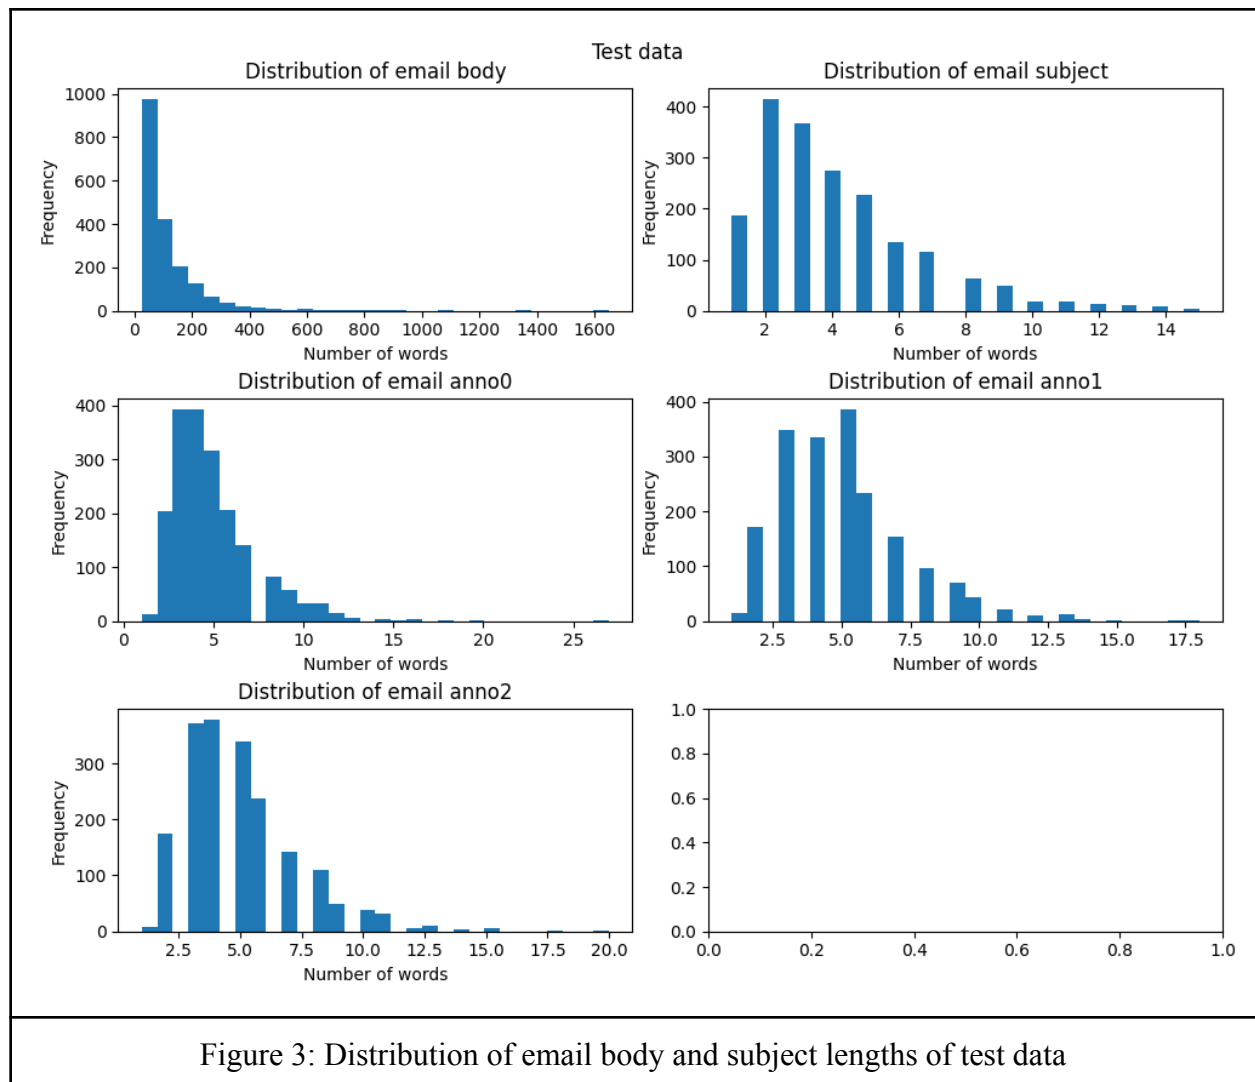 Test data
Distribution of email body
1000
800
600
400
200
0
Frequency
0 200 400 600 800 1000 1200 1400 1600
Number of words
Distribution of email subject
400
300
200
100
0
Frequency
2 4 6 8 10 12 14
Number of words
Distribution of email anno0
400
300
200
100
0
Frequency
0 5 10 15 20 25
Number of words
Distribution of email anno1
400
300
200
100
0
Frequency
2.5 5.0 7.5 10.0 12.5 15.0 17.5
Number of words
Distribution of email anno2
300
200
100
0
Frequency
2.5 5.0 7.5 10.0 12.5 15.0 17.5 20.0
Number of words
1.0
0.8
0.6
0.4
0.2
0.0
0.0 0.2 0.4 0.6 0.8 1.0
Figure 3: Distribution of email body and subject lengths of test data